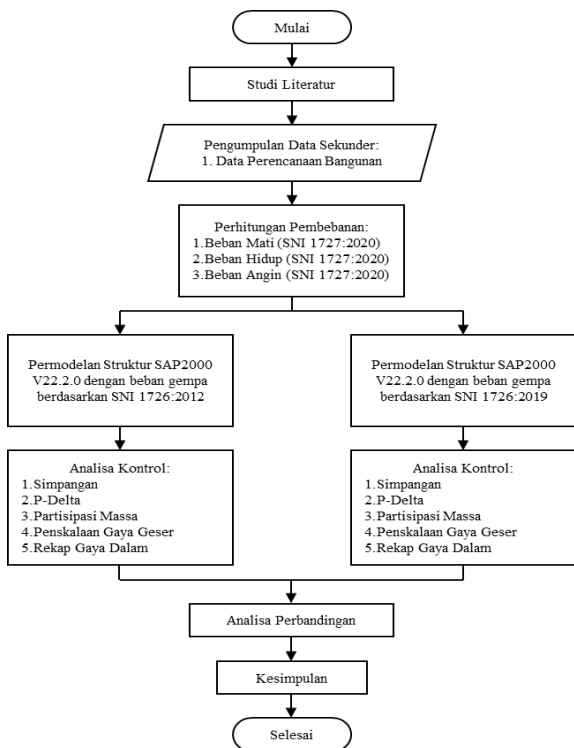 Mulai
Studi Literatur
Pengumpulan Data Sekunder:
1. Data Perencanaan Bangunan
Perhitungan Pembebanan:
1.Beban Mati (SNI 1727:2020)
2.Beban Hidup (SNI 1727:2020)
3.Beban Angin (SNI 1727:2020)
Permodelan Struktur SAP2000
V22.2.0 dengan beban gempa
berdasarkan SNI 1726:2012
Permodelan Struktur SAP2000
V22.2.0 dengan beban gempa
berdasarkan SNI 1726:2019
Analisa Kontrol:
1.Simpangan
2.P-Delta
3.Partisipasi Massa
4.Penskalaan Gaya Geser
5.Rekap Gaya Dalam
Analisa Kontrol:
1.Simpangan
2.P-Delta
3.Partisipasi Massa
4.Penskalaan Gaya Geser
5.Rekap Gaya Dalam
Analisa Perbandingan
Kesimpulan
Selesai